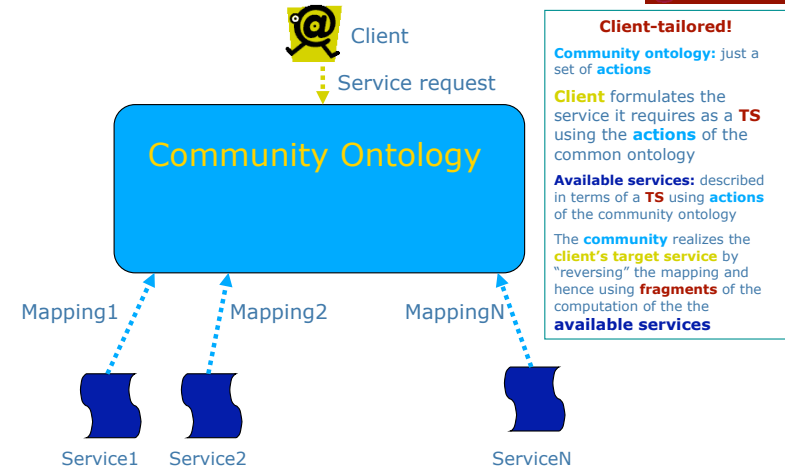 @
Client
Service request
Community Ontology
Mapping1
Mapping2
MappingN
Service1
Service2
ServiceN
Client-tailored!
Community ontology: just a
set of actions
Client formulates the
service it requires as a TS
using the actions of the
common ontology
Available services: described
in terms of a TS using actions
of the community ontology
The community realizes the
client's target service by
"reversing" the mapping and
hence using fragments of the
computation of the the
available services